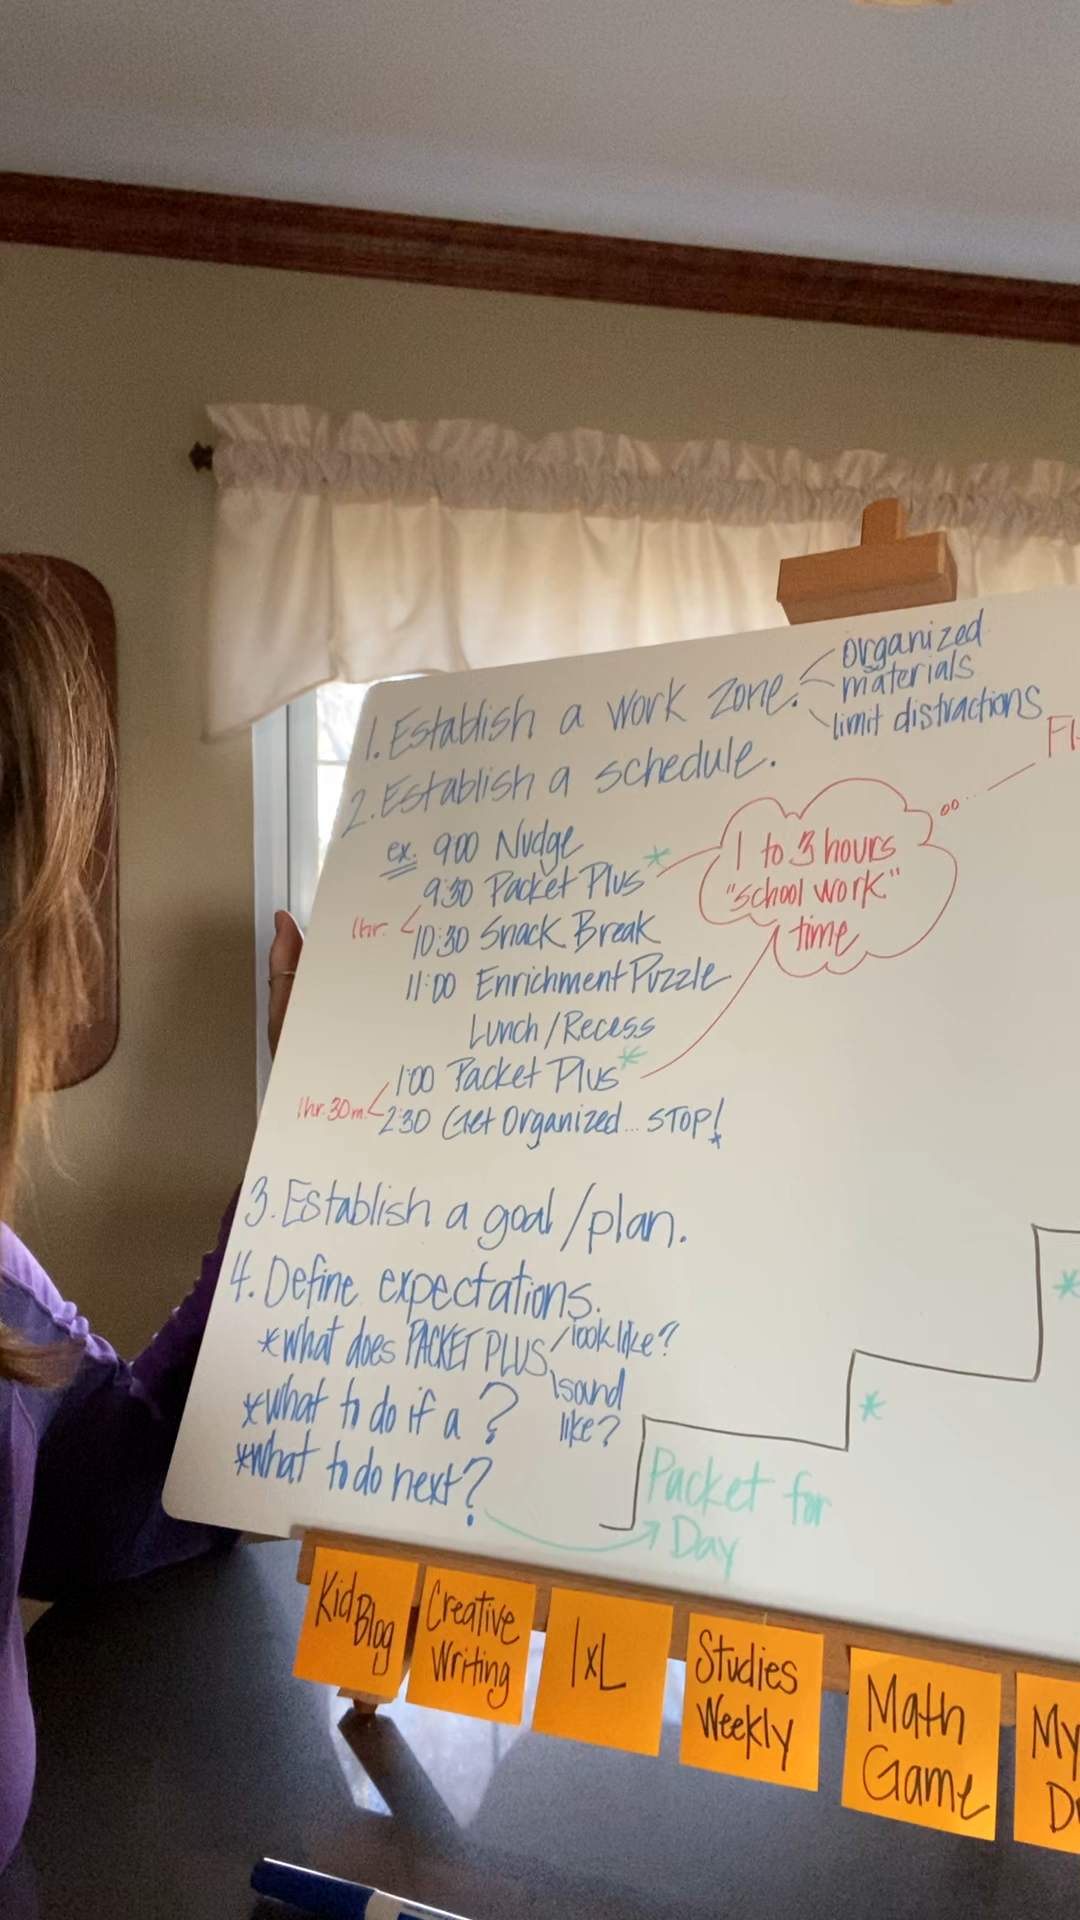 1. Establish a work zone.
organized
materials
limit distractions
2. Establish a schedule.
ex. 9:00 Nudge
9:30 Packet Plus*
1hr.
10:30 Snack Break
11:00 Enrichment Puzzle
Lunch/Recess
1:00 Packet Plus*
1hr. 30m.
2:30 Get Organized... STOP!
1 to 3 hours
"school work"
time
3. Establish a goal/plan.
4. Define expectations.
*what does PACKET PLUS look like?
sound
like?
*what to do if a ?
*what to do next?
Packet for
Day
Kid Blog
Creative
Writing
IxL
Studies
Weekly
Math
Game
My